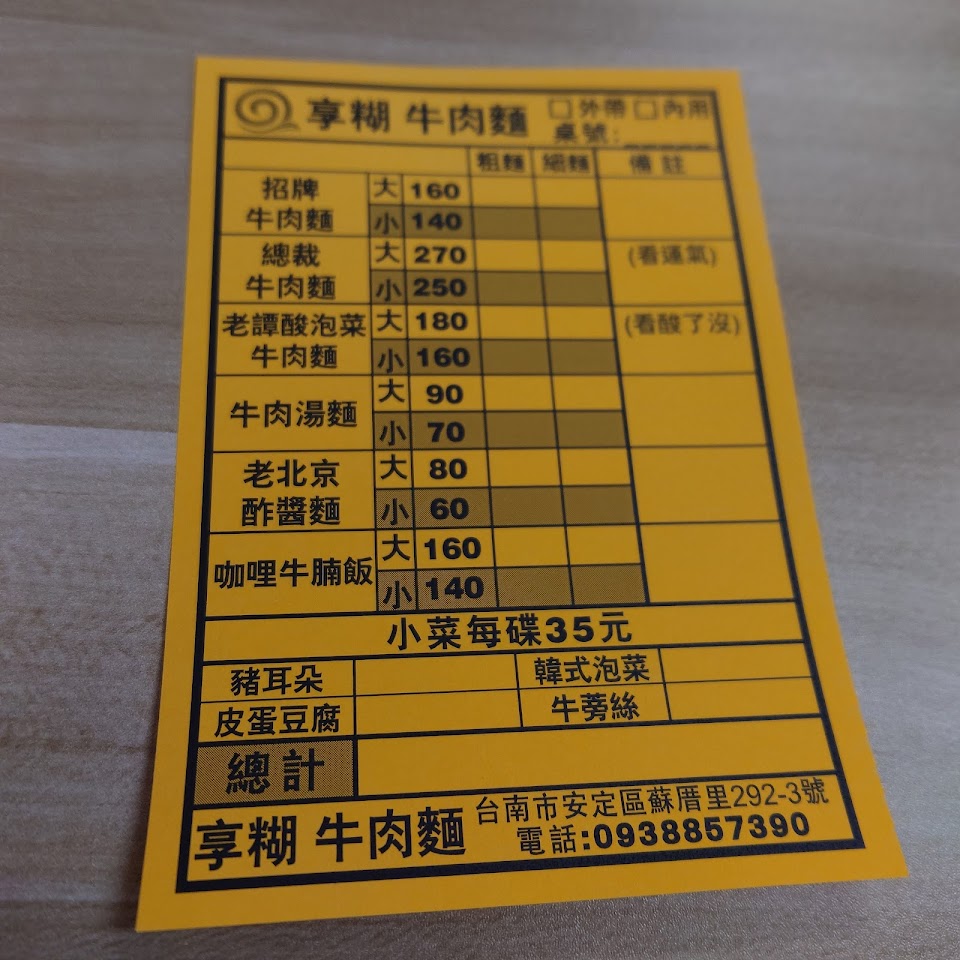 享糊 牛肉麵 □外帶 □內用
桌號:
粗麵 細麵 備註
招牌 大 160
牛肉麵 小 140
總裁 大 270 (看運氣)
牛肉麵 小 250
老譚酸泡菜 大 180 (看酸了沒)
牛肉麵 小 160
牛肉湯麵 大 90
小 70
老北京 大 80
酢醬麵 小 60
咖哩牛腩飯 大 160
小 140
小菜每碟35元
豬耳朵 韓式泡菜
皮蛋豆腐 牛蒡絲
總計
享糊 牛肉麵 台南市安定區蘇厝里292-3號
電話:0938857390